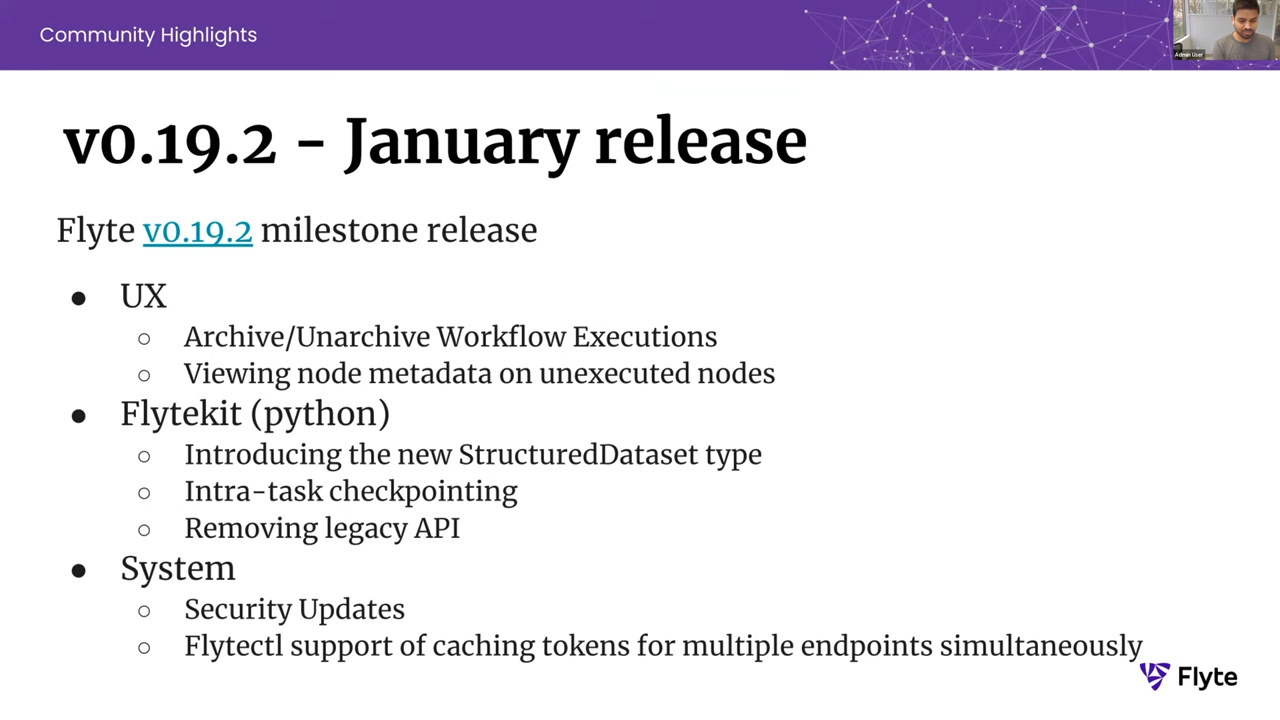 Community Highlights
Admin User
v0.19.2 - January release
Flyte v0.19.2 milestone release
● UX
○ Archive/Unarchive Workflow Executions
○ Viewing node metadata on unexecuted nodes
● Flytekit (python)
○ Introducing the new StructuredDataset type
○ Intra-task checkpointing
○ Removing legacy API
● System
○ Security Updates
○ Flytectl support of caching tokens for multiple endpoints simultaneously
Flyte